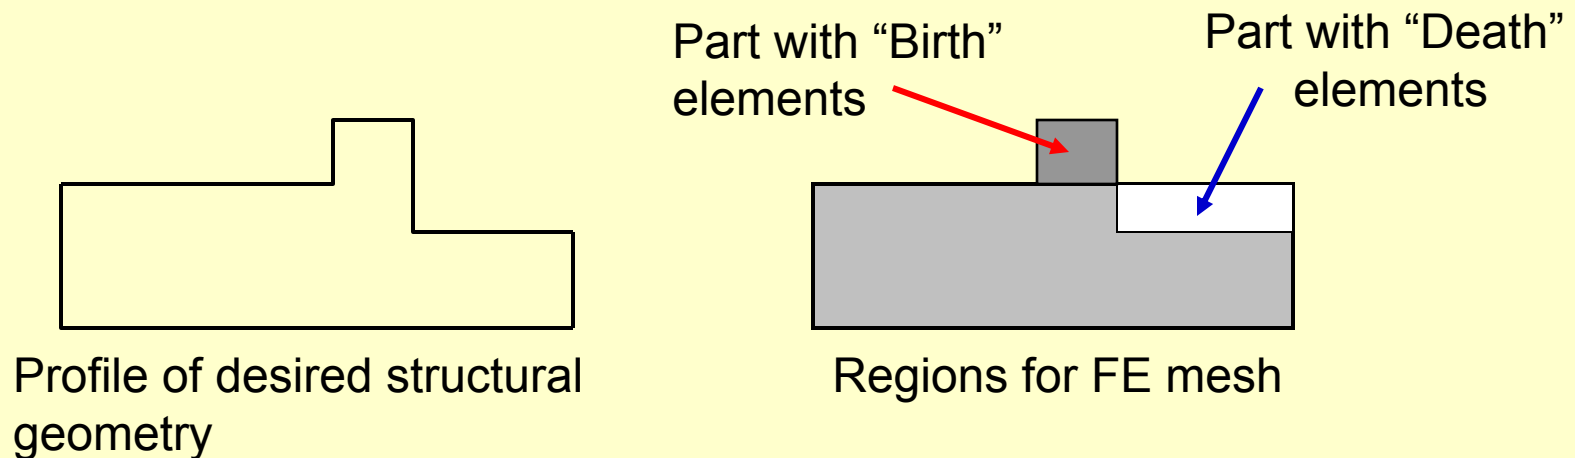 Part with “Birth”
elements
Part with “Death”
elements
Profile of desired structural
geometry
Regions for FE mesh